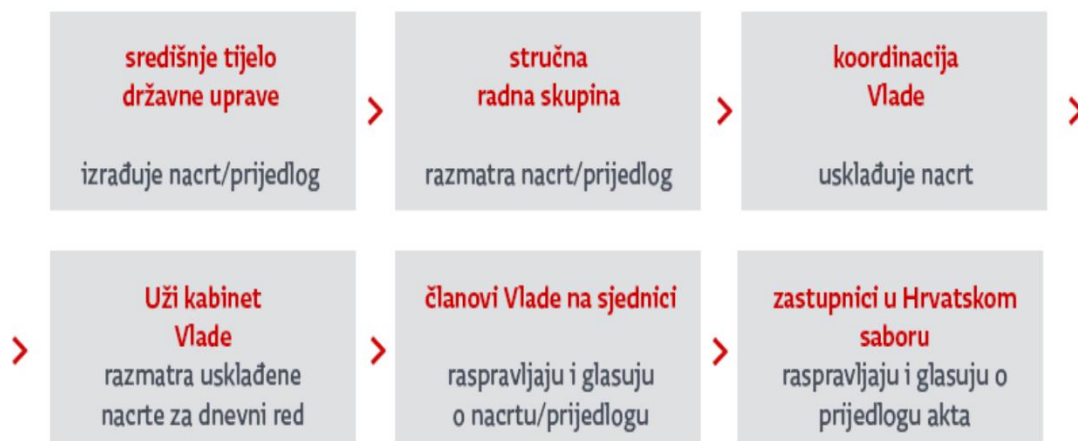 središnje tijelo
državne uprave
izrađuje nacrt/prijedlog
stručna
radna skupina
razmatra nacrt/prijedlog
koordinacija
Vlade
usklađuje nacrt
Uži kabinet
Vlade
razmatra usklađene
nacrte za dnevni red
članovi Vlade na sjednici
raspravljaju i glasuju
o nacrtu/prijedlogu
zastupnici u Hrvatskom
saboru
raspravljaju i glasuju o
prijedlogu akta